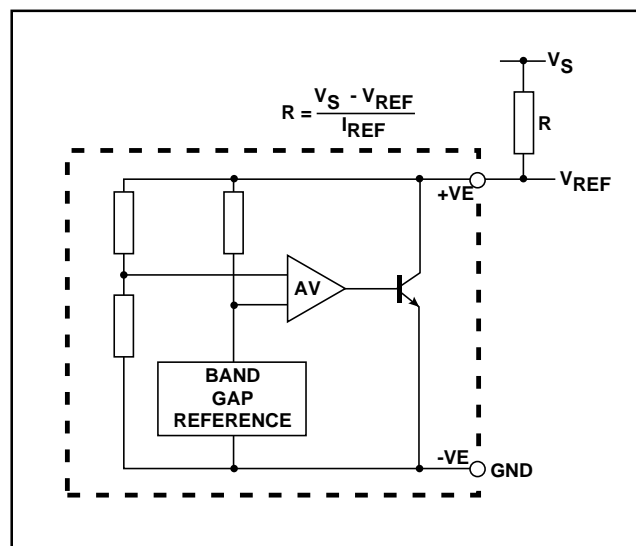 V_S
R = (V_S - V_REF) / I_REF
R
+VE
V_REF
AV
BAND
GAP
REFERENCE
-VE
GND